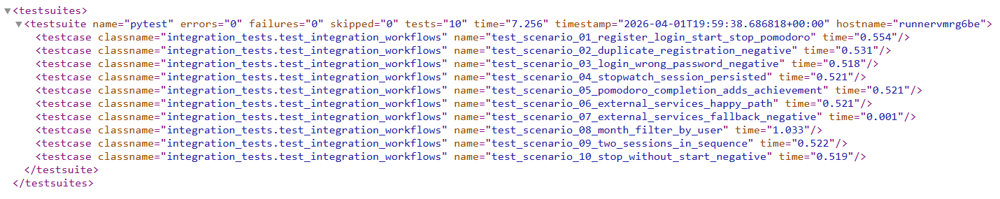 ▼<testsuites>
▼<testsuite name="pytest" errors="0" failures="0" skipped="0" tests="10" time="7.256" timestamp="2026-04-01T19:59:38.686818+00:00" hostname="runnervmrg6be">
<testcase classname="integration_tests.test_integration_workflows" name="test_scenario_01_register_login_start_stop_pomodoro" time="0.554"/>
<testcase classname="integration_tests.test_integration_workflows" name="test_scenario_02_duplicate_registration_negative" time="0.531"/>
<testcase classname="integration_tests.test_integration_workflows" name="test_scenario_03_login_wrong_password_negative" time="0.518"/>
<testcase classname="integration_tests.test_integration_workflows" name="test_scenario_04_stopwatch_session_persisted" time="0.521"/>
<testcase classname="integration_tests.test_integration_workflows" name="test_scenario_05_pomodoro_completion_adds_achievement" time="0.521"/>
<testcase classname="integration_tests.test_integration_workflows" name="test_scenario_06_external_services_happy_path" time="0.521"/>
<testcase classname="integration_tests.test_integration_workflows" name="test_scenario_07_external_services_fallback_negative" time="0.001"/>
<testcase classname="integration_tests.test_integration_workflows" name="test_scenario_08_month_filter_by_user" time="1.033"/>
<testcase classname="integration_tests.test_integration_workflows" name="test_scenario_09_two_sessions_in_sequence" time="0.522"/>
<testcase classname="integration_tests.test_integration_workflows" name="test_scenario_10_stop_without_start_negative" time="0.519"/>
</testsuite>
</testsuites>